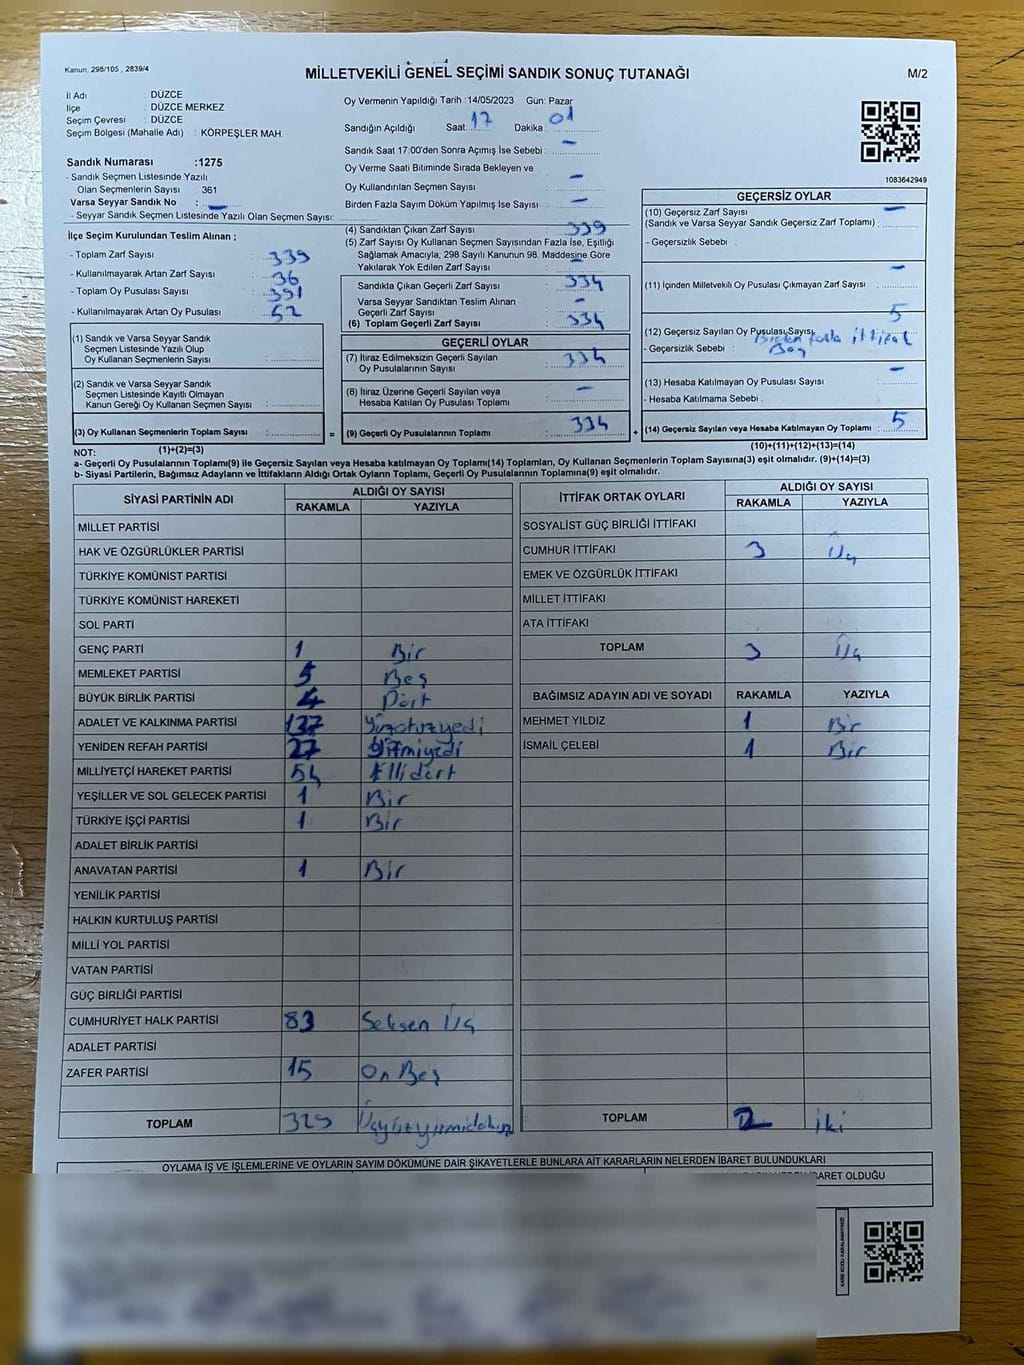 Kanun; 298/105 , 2839/4
MİLLETVEKİLİ GENEL SEÇİMİ SANDIK SONUÇ TUTANAĞI
M/2
İl Adı : DÜZCE
İlçe : DÜZCE MERKEZ
Seçim Çevresi : DÜZCE
Seçim Bölgesi (Mahalle Adı) : KÖRPEŞLER MAH
Sandık Numarası :1275
- Sandık Seçmen Listesinde Yazılı
Olan Seçmenlerin Sayısı : 361
Varsa Seyyar Sandık No : -
- Seyyar Sandık Seçmen Listesinde Yazılı Olan Seçmen Sayısı:
Oy Vermenin Yapıldığı Tarih :14/05/2023 Gün: Pazar
Sandığın Açıldığı Saat: 17 Dakika : 01
Sandık Saat 17:00'den Sonra Açımış İse Sebebi : -
Oy Verme Saati Bitiminde Sırada Bekleyen ve
Oy Kullandırılan Seçmen Sayısı : -
Birden Fazla Sayım Döküm Yapılmış İse Sayısı : -
1083642949
İlçe Seçim Kurulundan Teslim Alınan ;
- Toplam Zarf Sayısı : 339
- Kullanılmayarak Artan Zarf Sayısı : 36
- Toplam Oy Pusulası Sayısı : 391
- Kullanılmayarak Artan Oy Pusulası : 52
(1) Sandık ve Varsa Seyyar Sandık
Seçmen Listesinde Yazılı Olup
Oy Kullanan Seçmenlerin Sayısı :
(2) Sandık ve Varsa Seyyar Sandık
Seçmen Listesinde Kayıtlı Olmayan
Kanun Gereği Oy Kullanan Seçmen Sayısı :
(3) Oy Kullanan Seçmenlerin Toplam Sayısı :
(1)+(2)=(3)
(4) Sandıktan Çıkan Zarf Sayısı : 339
(5) Zarf Sayısı Oy Kullanan Seçmen Sayısından Fazla İse, Eşitliği
Sağlamak Amacıyla; 298 Sayılı Kanunun 98. Maddesine Göre
Yakılarak Yok Edilen Zarf Sayısı : -
Sandıkta Çıkan Geçerli Zarf Sayısı : 334
Varsa Seyyar Sandıktan Teslim Alınan
Geçerli Zarf Sayısı : -
(6) Toplam Geçerli Zarf Sayısı : 334
GEÇERLİ OYLAR
(7) İtiraz Edilmeksizin Geçerli Sayılan
Oy Pusulalarının Sayısı : 334
(8) İtiraz Üzerine Geçerli Sayılan veya
Hesaba Katılan Oy Pusulası Toplamı : -
= (9) Geçerli Oy Pusulalarının Toplamı : 334 +
GEÇERSİZ OYLAR
(10) Geçersiz Zarf Sayısı -
(Sandık ve Varsa Seyyar Sandık Geçersiz Zarf Toplamı) :
- Geçersizlik Sebebi :
(11) İçinden Milletvekili Oy Pusulası Çıkmayan Zarf Sayısı : -
(12) Geçersiz Sayılan Oy Pusulası Sayısı : 5
- Geçersizlik Sebebi : Birden fazla ittifak
(13) Hesaba Katılmayan Oy Pusulası Sayısı : -
- Hesaba Katılmama Sebebi .
(14) Geçersiz Sayılan veya Hesaba Katılmayan Oy Toplamı : 5
(10)+(11)+(12)+(13)=(14)
NOT:
a- Geçerli Oy Pusulalarının Toplamı(9) ile Geçersiz Sayılan veya Hesaba katılmayan Oy Toplamı(14) Toplamları, Oy Kullanan Seçmenlerin Toplam Sayısına(3) eşit olmalıdır. (9)+(14)=(3)
b- Siyasi Partilerin, Bağımsız Adayların ve İttifakların Aldığı Ortak Oyların Toplamı, Geçerli Oy Pusulalarının Toplamına(9) eşit olmalıdır.
SİYASİ PARTİNİN ADI
ALDIĞI OY SAYISI
RAKAMLA YAZIYLA
MİLLET PARTİSİ
HAK VE ÖZGÜRLÜKLER PARTİSİ
TÜRKİYE KOMÜNİST PARTİSİ
TÜRKİYE KOMÜNİST HAREKETİ
SOL PARTİ
GENÇ PARTİ 1 Bir
MEMLEKET PARTİSİ 5 Beş
BÜYÜK BİRLİK PARTİSİ 4 Dört
ADALET VE KALKINMA PARTİSİ 137 Yüzotuzyedi
YENİDEN REFAH PARTİSİ 27 Yirmiyedi
MİLLİYETÇİ HAREKET PARTİSİ 54 Ellidört
YEŞİLLER VE SOL GELECEK PARTİSİ 1 Bir
TÜRKİYE İŞÇİ PARTİSİ 1 Bir
ADALET BİRLİK PARTİSİ
ANAVATAN PARTİSİ 1 Bir
YENİLİK PARTİSİ
HALKIN KURTULUŞ PARTİSİ
MİLLİ YOL PARTİSİ
VATAN PARTİSİ
GÜÇ BİRLİĞİ PARTİSİ
CUMHURİYET HALK PARTİSİ 83 Seksen Üç
ADALET PARTİSİ
ZAFER PARTİSİ 15 On Beş
TOPLAM 329 Üçyüzyirmidokuz
İTTİFAK ORTAK OYLARI
ALDIĞI OY SAYISI
RAKAMLA YAZIYLA
SOSYALİST GÜÇ BİRLİĞİ İTTİFAKI
CUMHUR İTTİFAKI 3 Üç
EMEK VE ÖZGÜRLÜK İTTİFAKI
MİLLET İTTİFAKI
ATA İTTİFAKI
TOPLAM 3 Üç
BAĞIMSIZ ADAYIN ADI VE SOYADI RAKAMLA YAZIYLA
MEHMET YILDIZ 1 Bir
İSMAİL ÇELEBİ 1 Bir
TOPLAM 2 iki
OYLAMA İŞ VE İŞLEMLERİNE VE OYLARIN SAYIM DÖKÜMÜNE DAİR ŞİKAYETLERLE BUNLARA AİT KARARLARIN NELERDEN İBARET BULUNDUKLARI
İBARET OLDUĞU